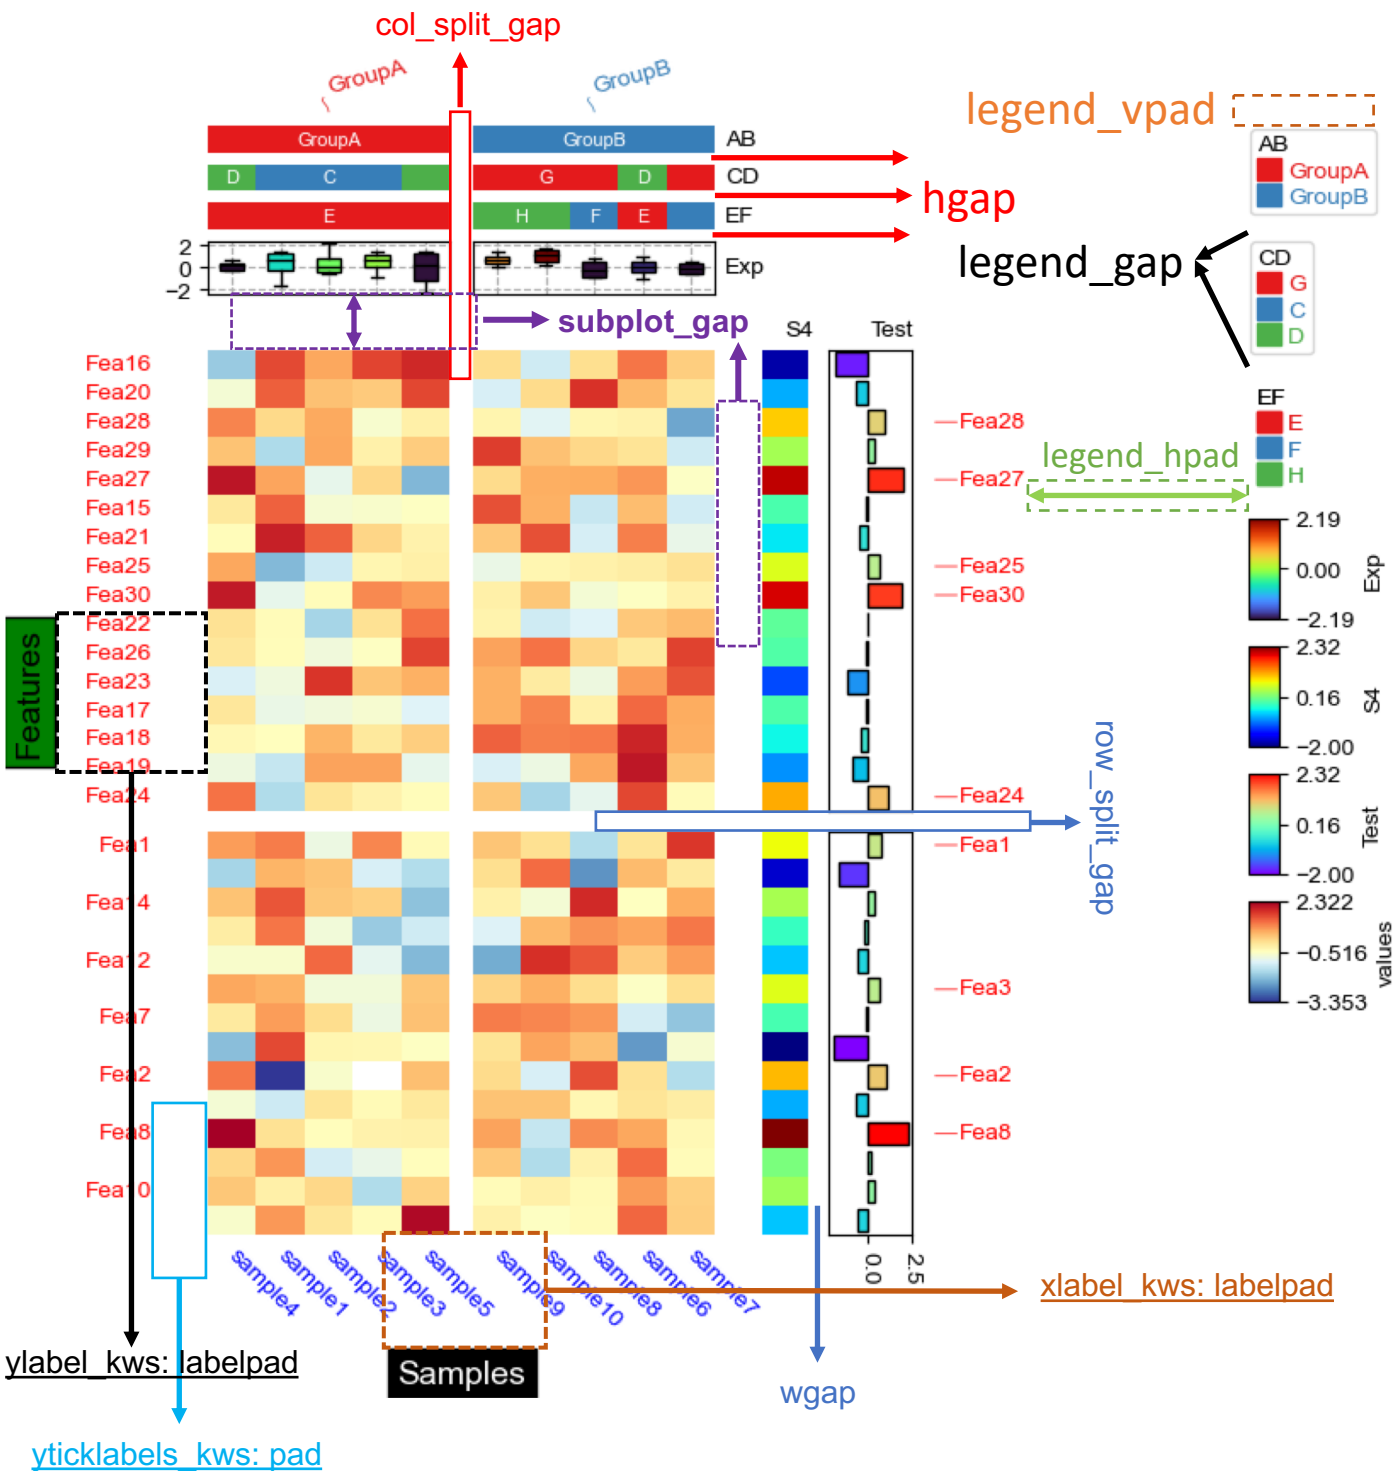 col_split_gap
GroupA
GroupB
legend_vpad
GroupA
GroupB
AB
D
C
G
D
CD
E
H
F
E
EF
hgap
2
0
−2
Exp
subplot_gap
legend_gap
AB
GroupA
GroupB
CD
G
C
D
EF
E
F
H
legend_hpad
S4
Test
Fea16
Fea20
Fea28
Fea29
Fea27
Fea15
Fea21
Fea25
Fea30
Fea22
Fea26
Fea23
Fea17
Fea18
Fea19
Fea24
Fea1
Fea14
Fea12
Fea7
Fea2
Fea8
Fea10
Features
Fea28
Fea27
Fea25
Fea30
Fea24
Fea1
Fea3
Fea2
Fea8
row_split_gap
2.19
0.00
−2.19
Exp
2.32
0.16
−2.00
S4
2.32
0.16
−2.00
Test
2.322
-0.516
−3.353
values
0.0
2.5
sample4
sample1
sample2
sample3
sample5
sample9
sample10
sample8
sample6
sample7
xlabel_kws: labelpad
ylabel_kws: labelpad
Samples
wgap
yticklabels_kws: pad